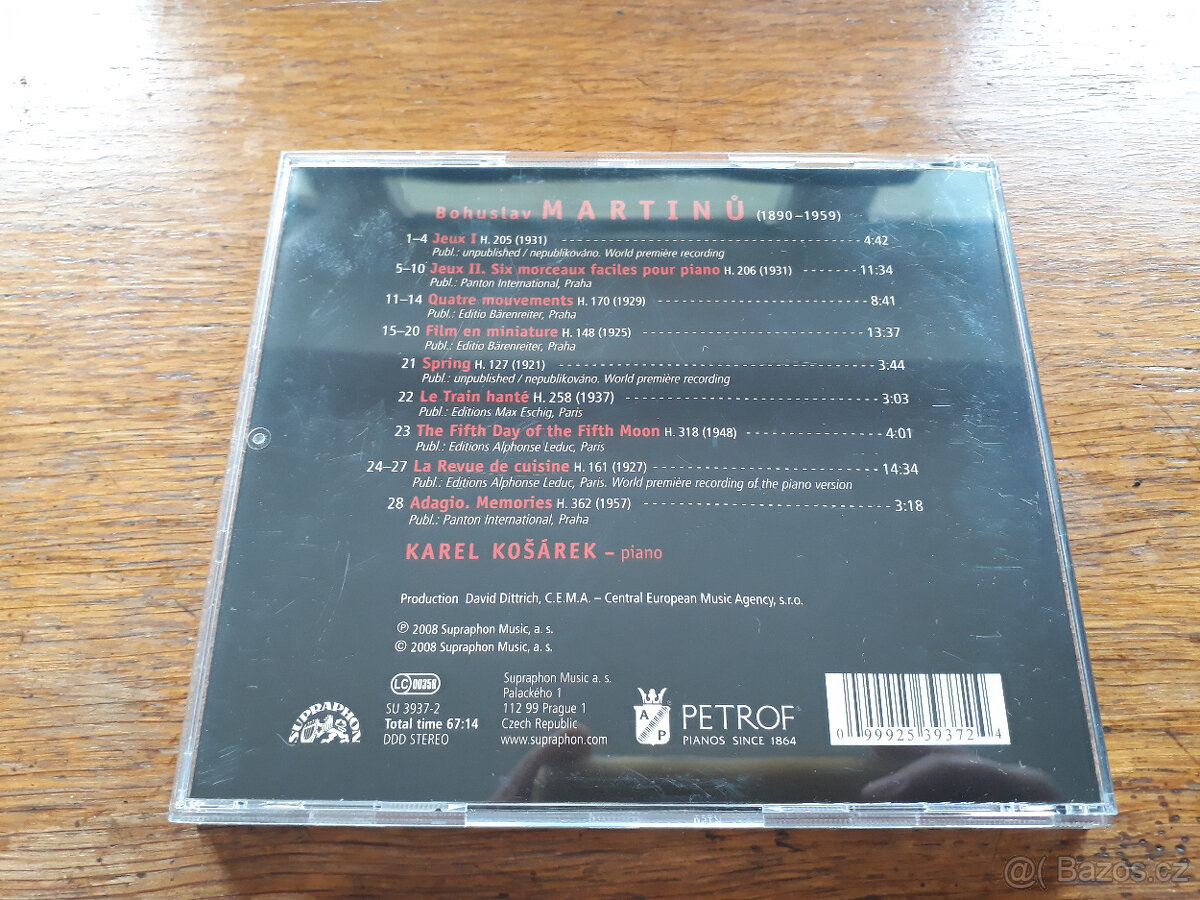 Bohuslav MARTINŮ (1890–1959)
1–4 Jeux I H. 205 (1931) 4:42
Publ.: unpublished / nepublikováno. World première recording
5–10 Jeux II. Six morceaux faciles pour piano H. 206 (1931) 11:34
Publ.: Panton International, Praha
11–14 Quatre mouvements H. 170 (1929) 8:41
Publ.: Editio Bärenreiter, Praha
15–20 Film en miniature H. 148 (1925) 13:37
Publ.: Editio Bärenreiter, Praha
21 Spring H. 127 (1921) 3:44
Publ.: unpublished / nepublikováno. World première recording
22 Le Train hanté H. 258 (1937) 3:03
Publ.: Editions Max Eschig, Paris
23 The Fifth Day of the Fifth Moon H. 318 (1948) 4:01
Publ.: Editions Alphonse Leduc, Paris
24–27 La Revue de cuisine H. 161 (1927) 14:34
Publ.: Editions Alphonse Leduc, Paris. World première recording of the piano version
28 Adagio. Memories H. 362 (1957) 3:18
Publ.: Panton International, Praha
KAREL KOŠÁREK – piano
Production David Dittrich, C.E.M.A. – Central European Music Agency, s.r.o.
℗ 2008 Supraphon Music, a. s.
© 2008 Supraphon Music, a. s.
SUPRAPHON
LC 00358
SU 3937-2
Total time 67:14
DDD STEREO
Supraphon Music a. s.
Palackého 1
112 99 Prague 1
Czech Republic
www.supraphon.com
A P
PETROF®
PIANOS SINCE 1864
0 99925 39372 4
@( Bazos.cz